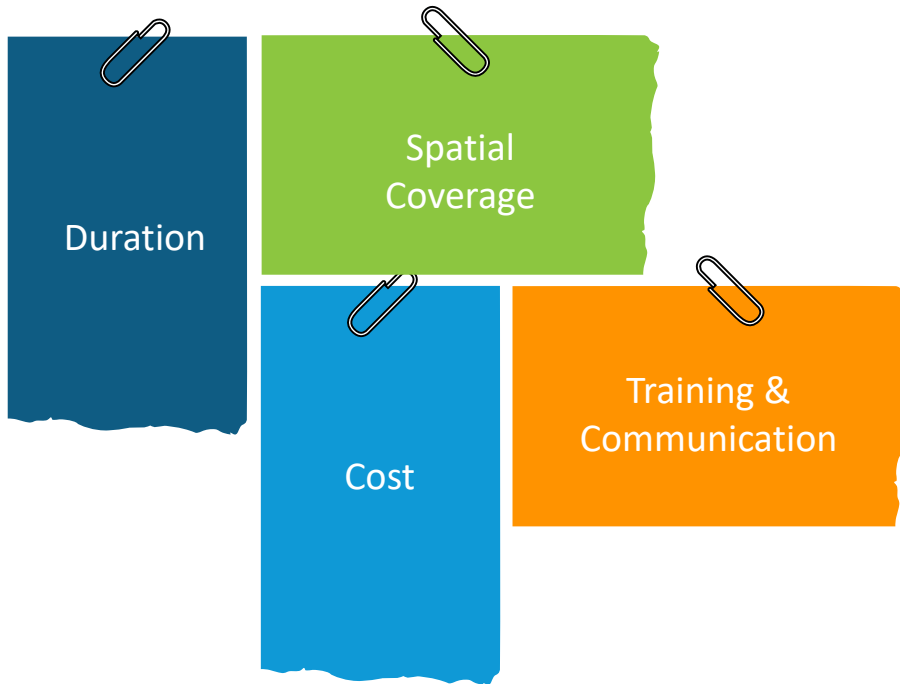 Duration
Spatial
Coverage
Cost
Training &
Communication